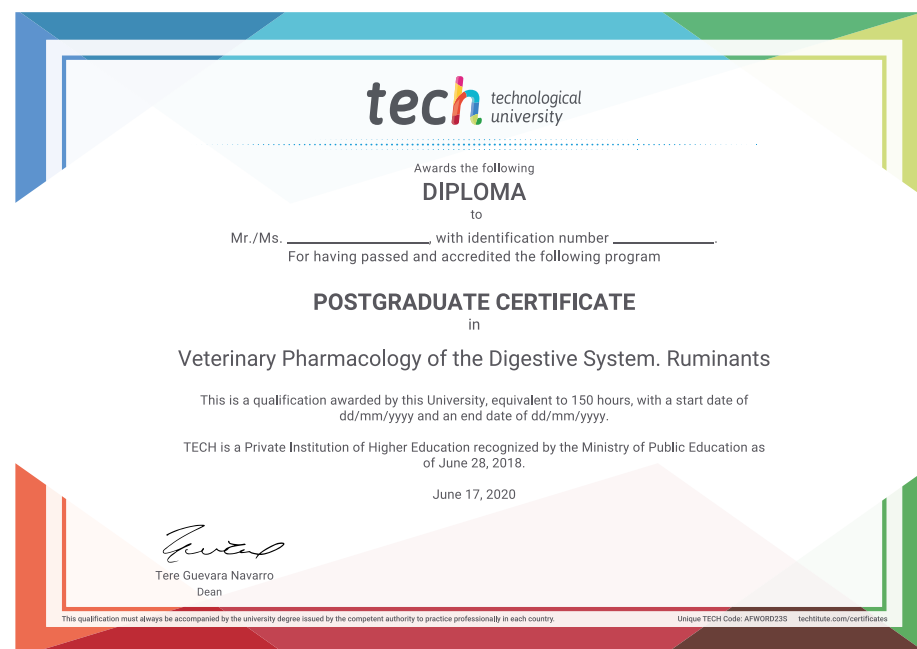 tech technological
university
Awards the following
DIPLOMA
to
Mr./Ms. ________________, with identification number ____________.
For having passed and accredited the following program
POSTGRADUATE CERTIFICATE
in
Veterinary Pharmacology of the Digestive System. Ruminants
This is a qualification awarded by this University, equivalent to 150 hours, with a start date of
dd/mm/yyyy and an end date of dd/mm/yyyy.
TECH is a Private Institution of Higher Education recognized by the Ministry of Public Education as
of June 28, 2018.
June 17, 2020
Tere Guevara Navarro
Dean
This qualification must always be accompanied by the university degree issued by the competent authority to practice professionally in each country.
Unique TECH Code: AFWORD23S techtitute.com/certificates